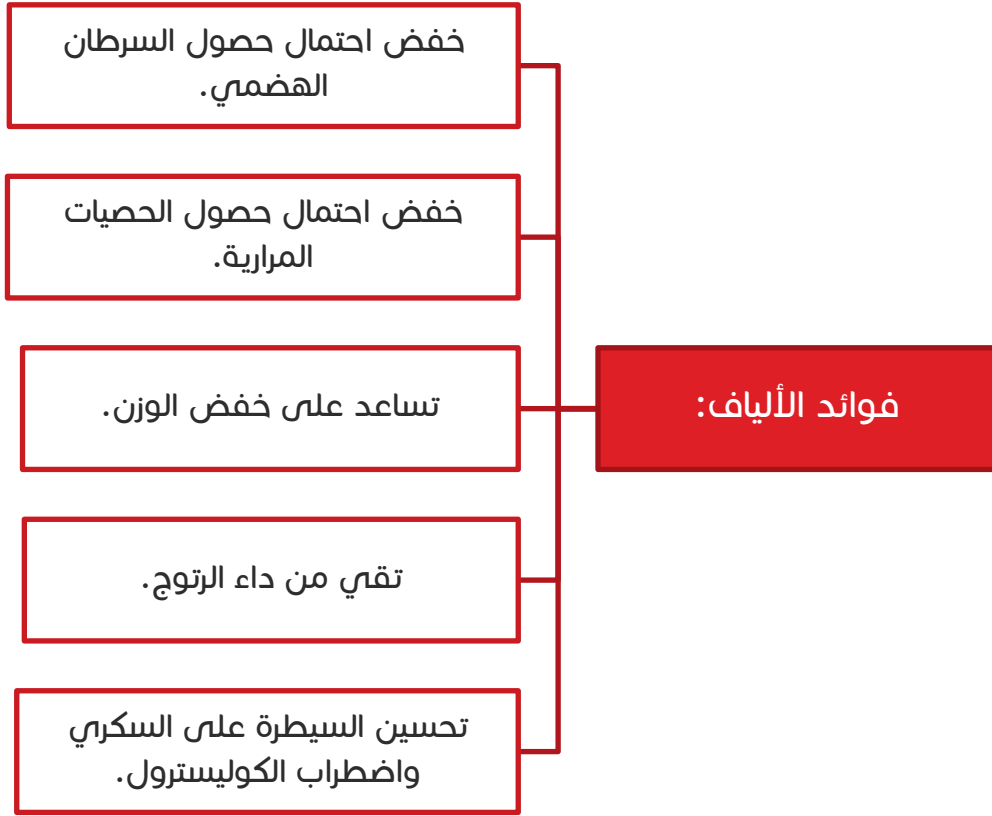 فوائد الألياف:
خفض احتمال حصول السرطان
الهضمي.
خفض احتمال حصول الحصيات
المرارية.
تساعد على خفض الوزن.
تقي من داء الرتوج.
تحسين السيطرة على السكري
واضطراب الكوليسترول.